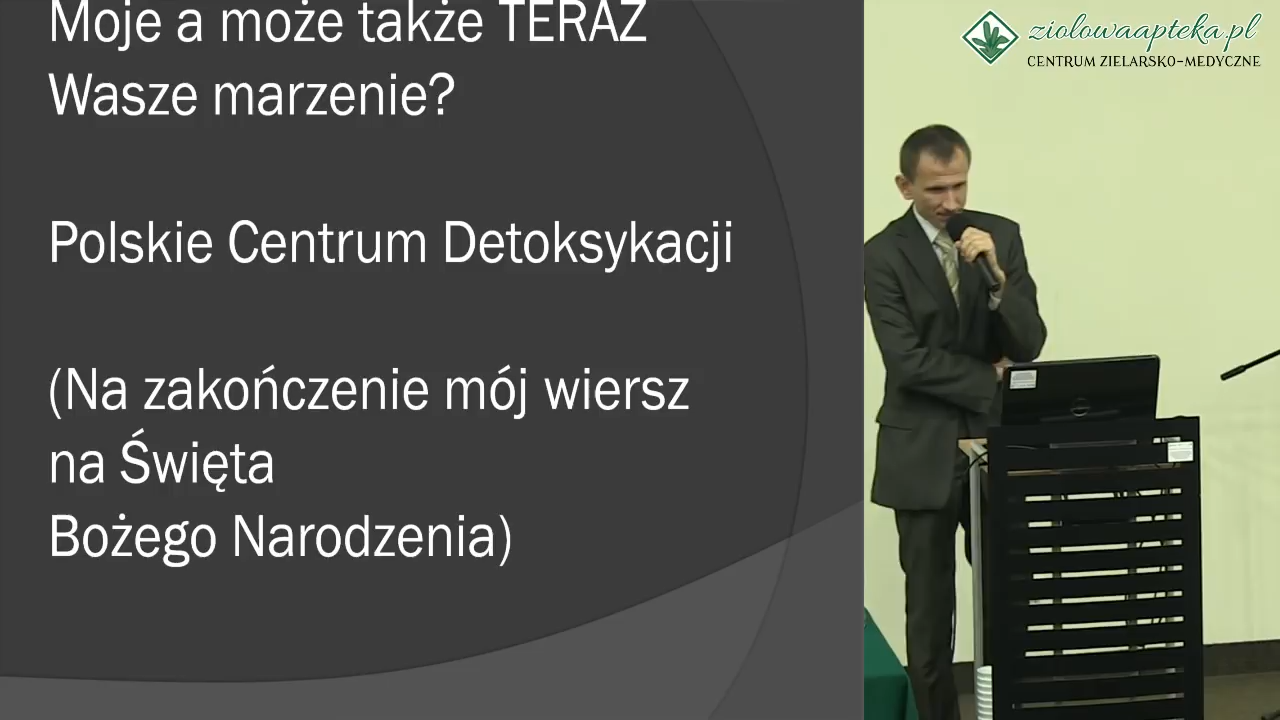 Moje a może także TERAZ
Wasze marzenie?
Polskie Centrum Detoksykacji
(Na zakończenie mój wiersz
na Święta
Bożego Narodzenia)
ziolowaapteka.pl
CENTRUM ZIELARSKO-MEDYCZNE